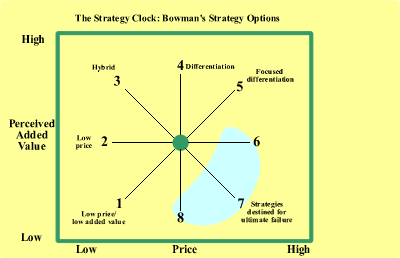 The Strategy Clock: Bowman's Strategy Options
High
Hybrid
3
4
Differentiation
Focused
differentiation
5
Perceived
Added
Value
Low
price
2
6
1
Low price/
low added value
8
7
Strategies
destined for
ultimate failure
Low
Low
Price
High